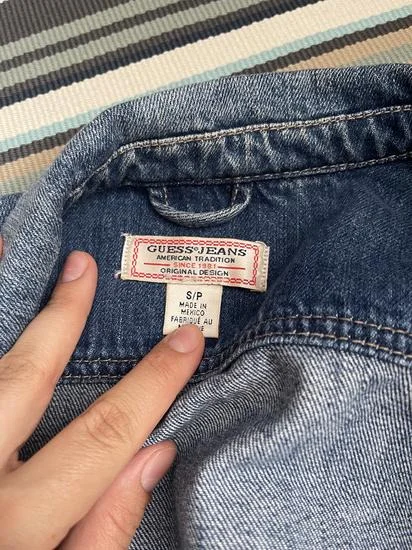 GUESS JEANS
AMERICAN TRADITION
SINCE 1981
ORIGINAL DESIGN
S/P
MADE IN
MEXICO
FABRIQUÉ AU